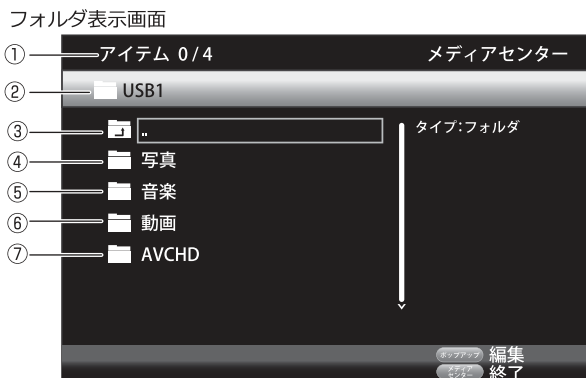 フォルダ表示画面
① アイテム 0/4 メディアセンター
② USB1
③ ..
タイプ:フォルダ
④ 写真
⑤ 音楽
⑥ 動画
⑦ AVCHD
ポップアップ 編集
メディアセンター 終了